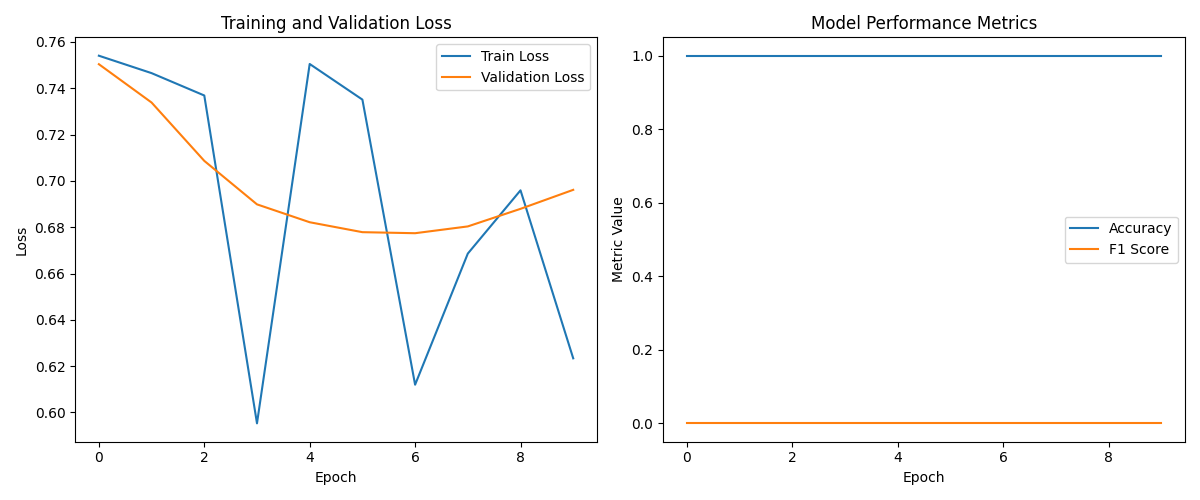 Training and Validation Loss
Loss
0.76
0.74
0.72
0.70
0.68
0.66
0.64
0.62
0.60
0
2
4
6
8
Epoch
Train Loss
Validation Loss
Model Performance Metrics
Metric Value
1.0
0.8
0.6
0.4
0.2
0.0
0
2
4
6
8
Epoch
Accuracy
F1 Score